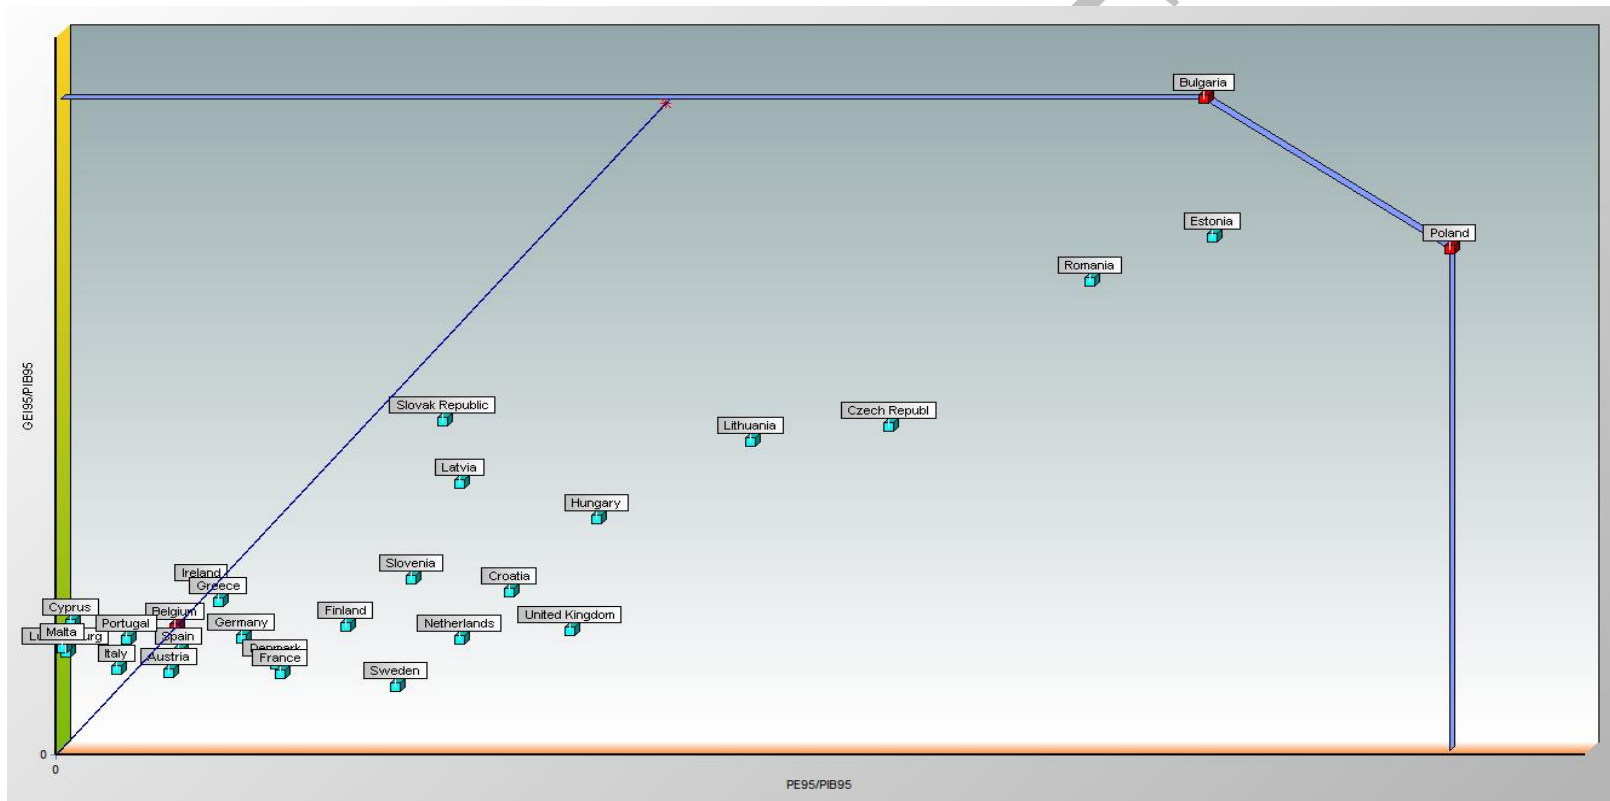 Bulgaria
Estonia
Poland
Romania
GEI95/PIB95
Slovak Republic
Czech Republ
Lithuania
Latvia
Hungary
Slovenia
Ireland
Croatia
Greece
Cyprus
Belgium
Finland
United Kingdom
Portugal
Germany
Netherlands
Malta
Spain
Denmark
Italy
Austria
France
Sweden
0
0
PE95/PIB95